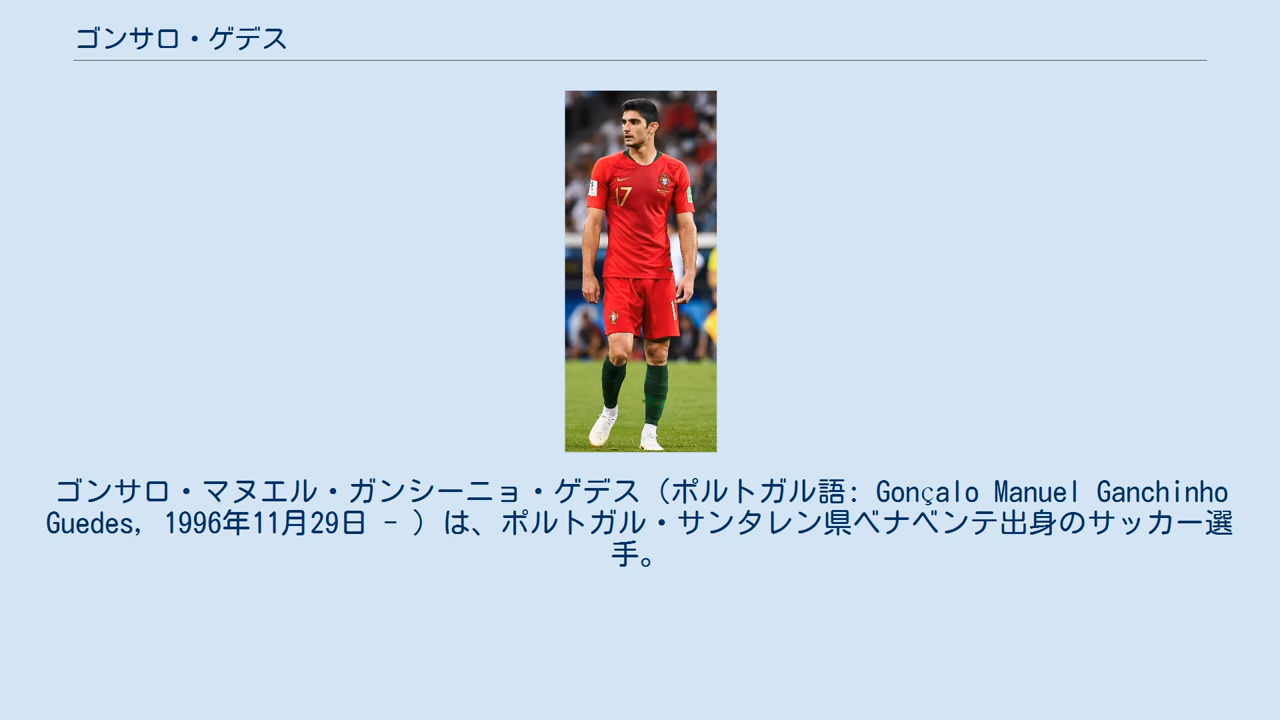 ゴンサロ・ゲデス
17
ゴンサロ・マヌエル・ガンシーニョ・ゲデス（ポルトガル語: Gonçalo Manuel Ganchinho
Guedes, 1996年11月29日 - ）は、ポルトガル・サンタレン県ベナベンテ出身のサッカー選
手。